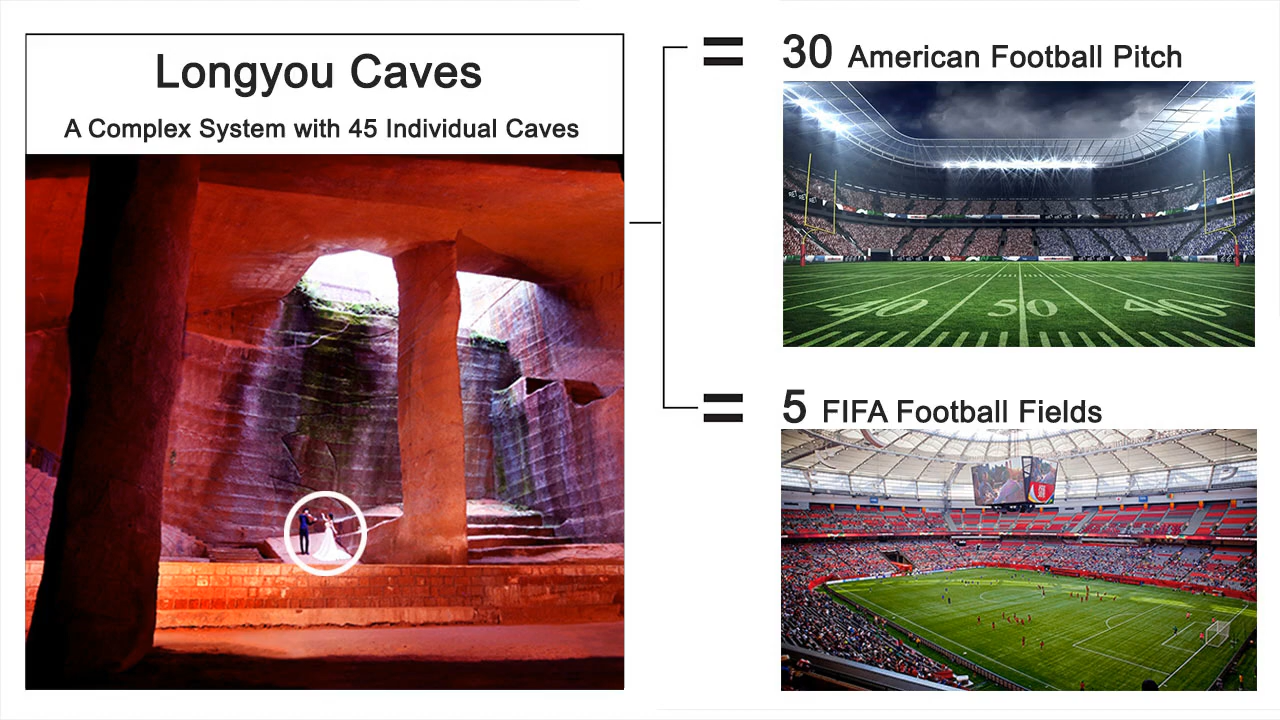 Longyou Caves
A Complex System with 45 Individual Caves
= 30 American Football Pitch
40 50 40
= 5 FIFA Football Fields